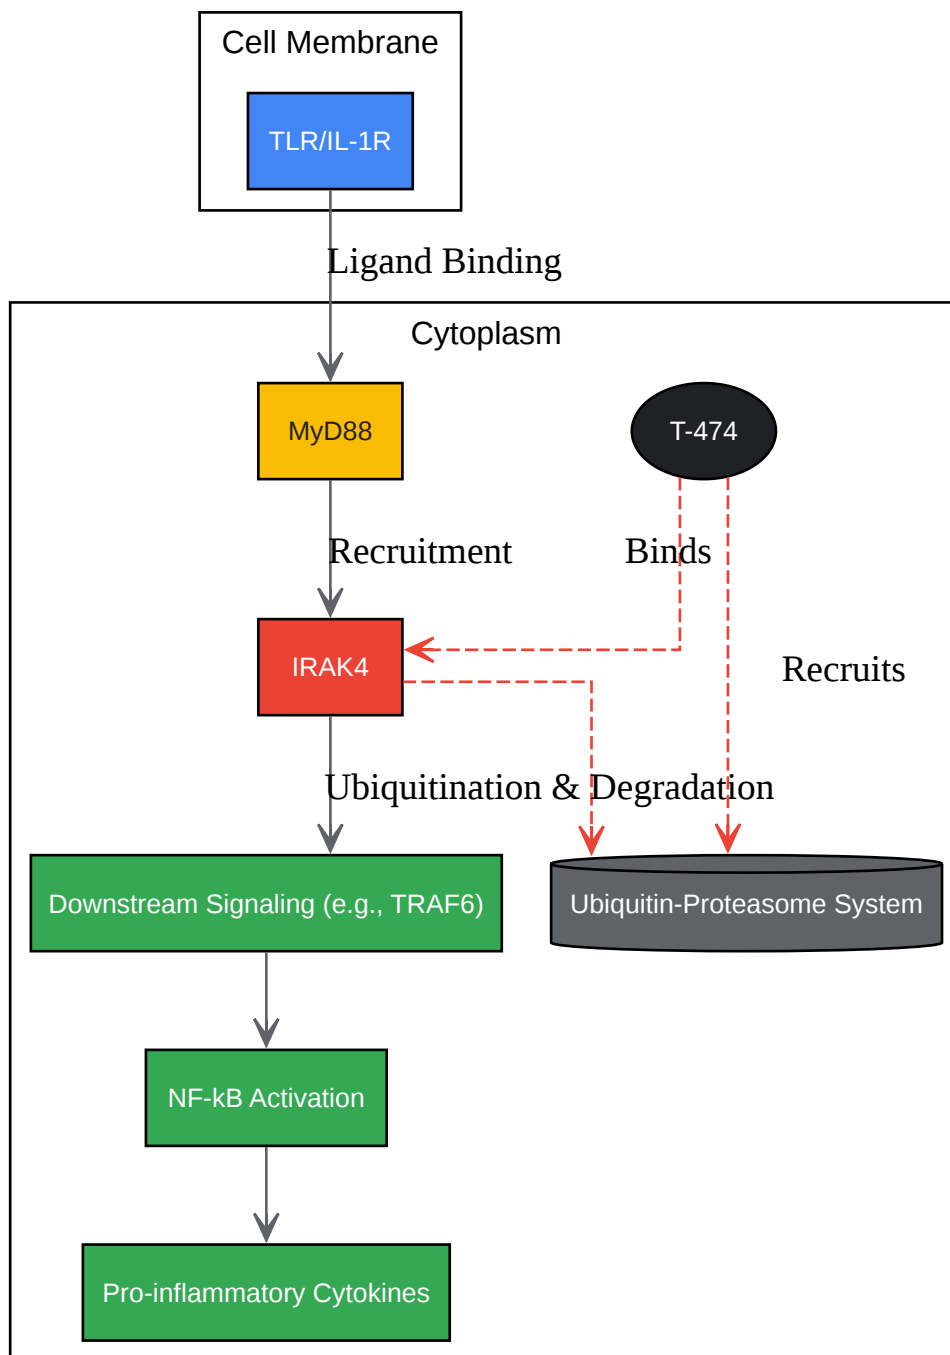 Cell Membrane
TLR/IL-1R
Ligand Binding
Cytoplasm
MyD88
T-474
Recruitment
Binds
IRAK4
Recruits
Ubiquitination & Degradation
Downstream Signaling (e.g., TRAF6)
Ubiquitin-Proteasome System
NF-kB Activation
Pro-inflammatory Cytokines